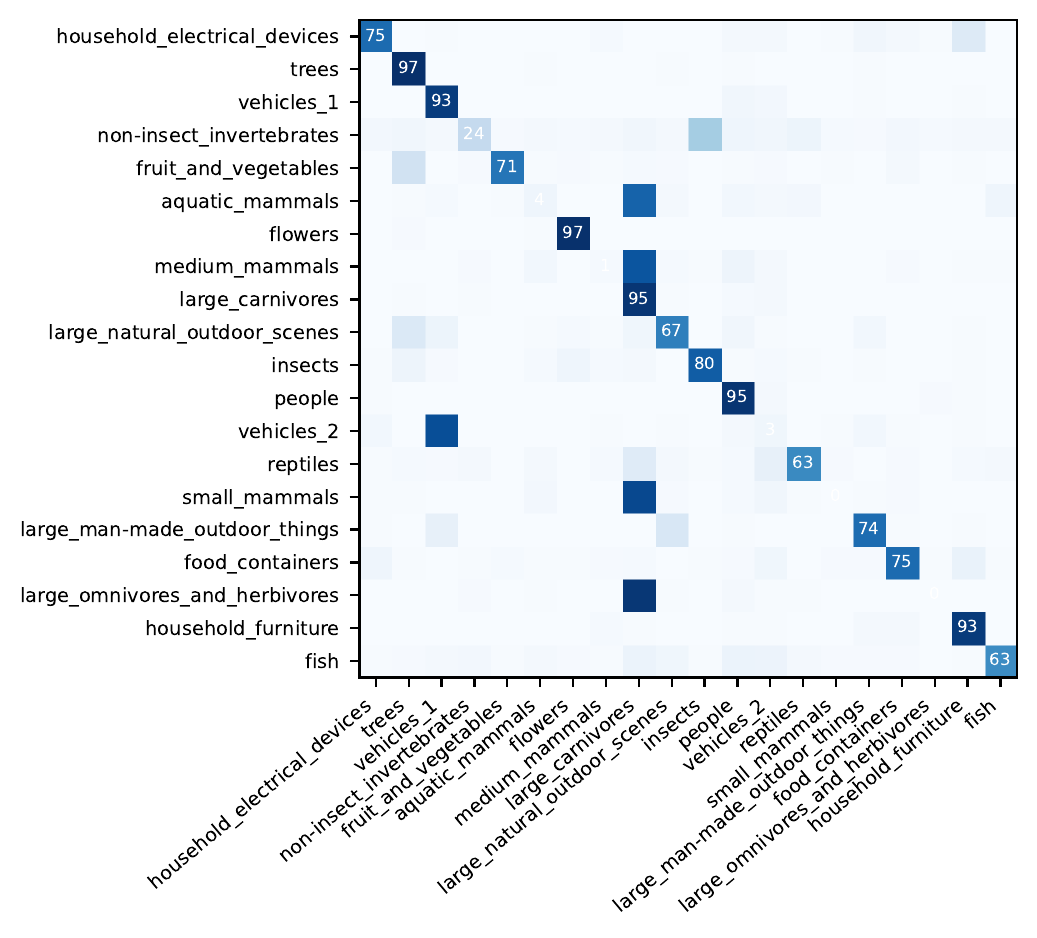 household_electrical_devices 75
trees 97
vehicles_1 93
non-insect_invertebrates 24
fruit_and_vegetables 71
aquatic_mammals 4
flowers 97
medium_mammals 1
large_carnivores 95
large_natural_outdoor_scenes 67
insects 80
people 95
vehicles_2 3
reptiles 63
small_mammals 0
large_man-made_outdoor_things 74
food_containers 75
large_omnivores_and_herbivores 0
household_furniture 93
fish 63
household_electrical_devices
trees
vehicles_1
non-insect_invertebrates
fruit_and_vegetables
aquatic_mammals
flowers
medium_mammals
large_carnivores
large_natural_outdoor_scenes
insects
people
vehicles_2
reptiles
small_mammals
large_man-made_outdoor_things
food_containers
large_omnivores_and_herbivores
household_furniture
fish